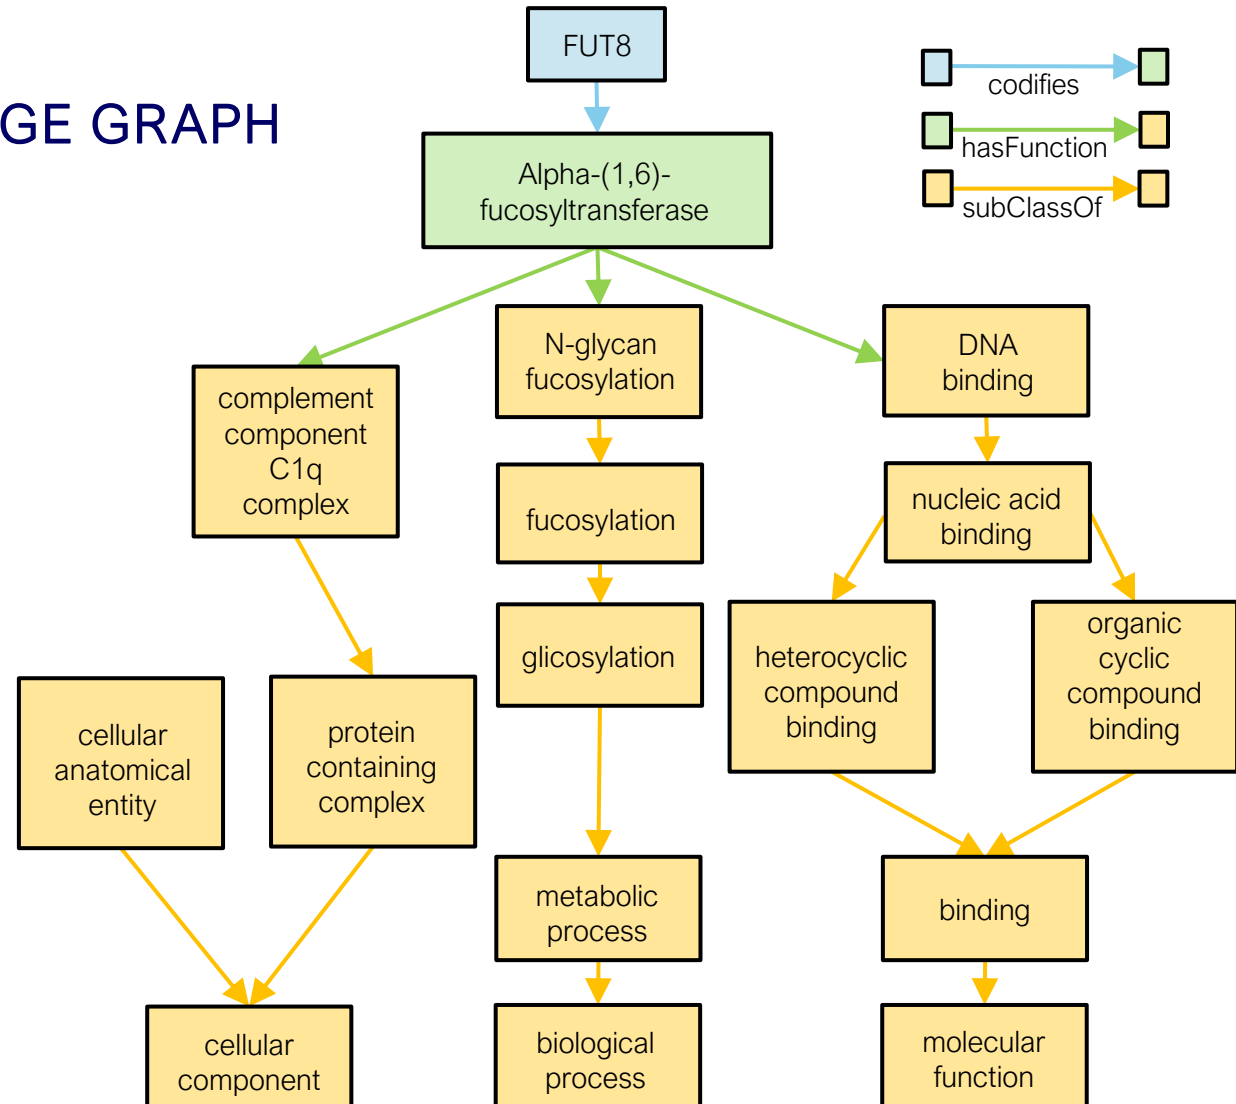 FUT8
codifies
GE GRAPH
hasFunction
Alpha-(1,6)-
fucosyltransferase
subClassOf
N-glycan
fucosylation
DNA
binding
complement
component
C1q
complex
fucosylation
nucleic acid
binding
glicosylation
heterocyclic
compound
binding
organic
cyclic
compound
binding
cellular
anatomical
entity
protein
containing
complex
metabolic
process
binding
cellular
component
biological
process
molecular
function